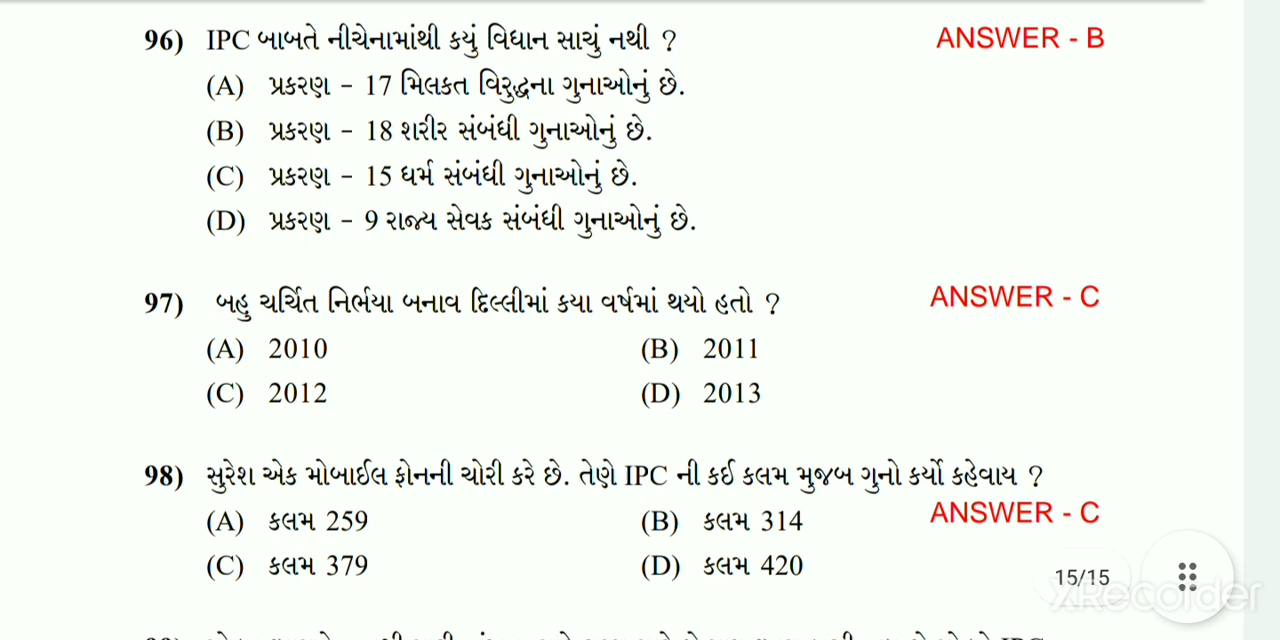 96) IPC બાબતે નીચેનામાંથી કયું વિધાન સાચું નથી ? ANSWER - B
(A) પ્રકરણ - 17 મિલકત વિરુદ્ધના ગુનાઓનું છે.
(B) પ્રકરણ - 18 શરીર સંબંધી ગુનાઓનું છે.
(C) પ્રકરણ - 15 ધર્મ સંબંધી ગુનાઓનું છે.
(D) પ્રકરણ - 9 રાજ્ય સેવક સંબંધી ગુનાઓનું છે.
97) બહુ ચર્ચિત નિર્ભયા બનાવ દિલ્લીમાં કયા વર્ષમાં થયો હતો ? ANSWER - C
(A) 2010 (B) 2011
(C) 2012 (D) 2013
98) સુરેશ એક મોબાઈલ ફોનની ચોરી કરે છે. તેણે IPC ની કઈ કલમ મુજબ ગુનો કર્યો કહેવાય ?
(A) કલમ 259 (B) કલમ 314 ANSWER - C
(C) કલમ 379 (D) કલમ 420
15/15
XRecorder